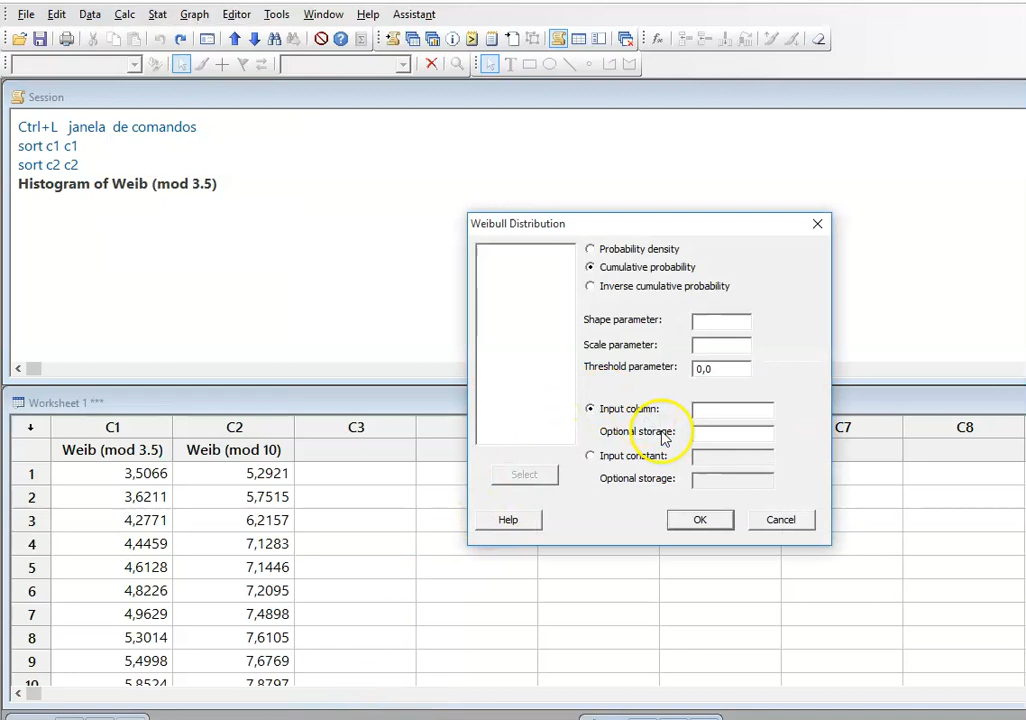 File Edit Data Calc Stat Graph Editor Tools Window Help Assistant
Session
Ctrl+L janela de comandos
sort c1 c1
sort c2 c2
Histogram of Weib (mod 3.5)
Weibull Distribution
Probability density
Cumulative probability
Inverse cumulative probability
Shape parameter:
Scale parameter:
Threshold parameter: 0,0
Input column:
Optional storage:
Input constant:
Optional storage:
Select
Help OK Cancel
Worksheet 1 ***
C1 C2 C3 C7 C8
Weib (mod 3.5) Weib (mod 10)
1 3,5066 5,2921
2 3,6211 5,7515
3 4,2771 6,2157
4 4,4459 7,1283
5 4,6128 7,1446
6 4,8226 7,2095
7 4,9629 7,4898
8 5,3014 7,6105
9 5,4998 7,6769
10 5,8524 7,8797